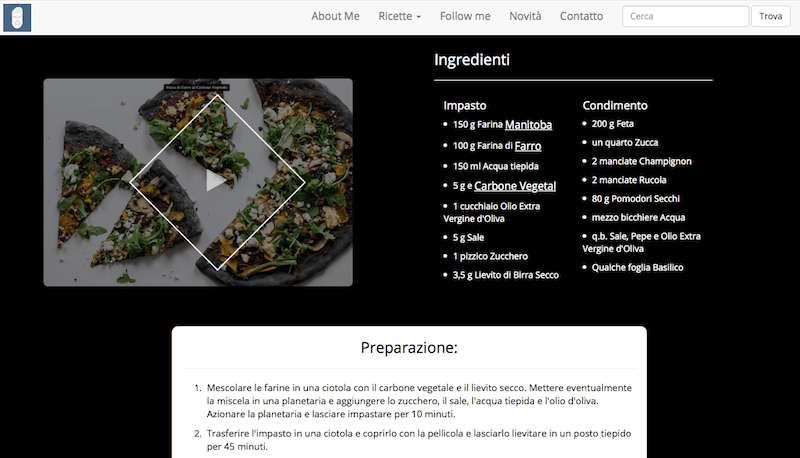 About Me Ricette Follow me Novità Contatto Cerca Trova
Pizza di Farro al Carbone Vegetale
Ingredienti
Impasto
150 g Farina Manitoba
100 g Farina di Farro
150 ml Acqua tiepida
5 g e Carbone Vegetal
1 cucchiaio Olio Extra
Vergine d'Oliva
5 g Sale
1 pizzico Zucchero
3,5 g Lievito di Birra Secco
Condimento
200 g Feta
un quarto Zucca
2 manciate Champignon
2 manciate Rucola
80 g Pomodori Secchi
mezzo bicchiere Acqua
q.b. Sale, Pepe e Olio Extra
Vergine d'Oliva
Qualche foglia Basilico
Preparazione:
1. Mescolare le farine in una ciotola con il carbone vegetale e il lievito secco. Mettere eventualmente
la miscela in una planetaria e aggiungere lo zucchero, il sale, l'acqua tiepida e l'olio d'oliva.
Azionare la planetaria e lasciare impastare per 10 minuti.
2. Trasferire l'impasto in una ciotola e coprirlo con la pellicola e lasciarlo lievitare in un posto tiepido
per 45 minuti.